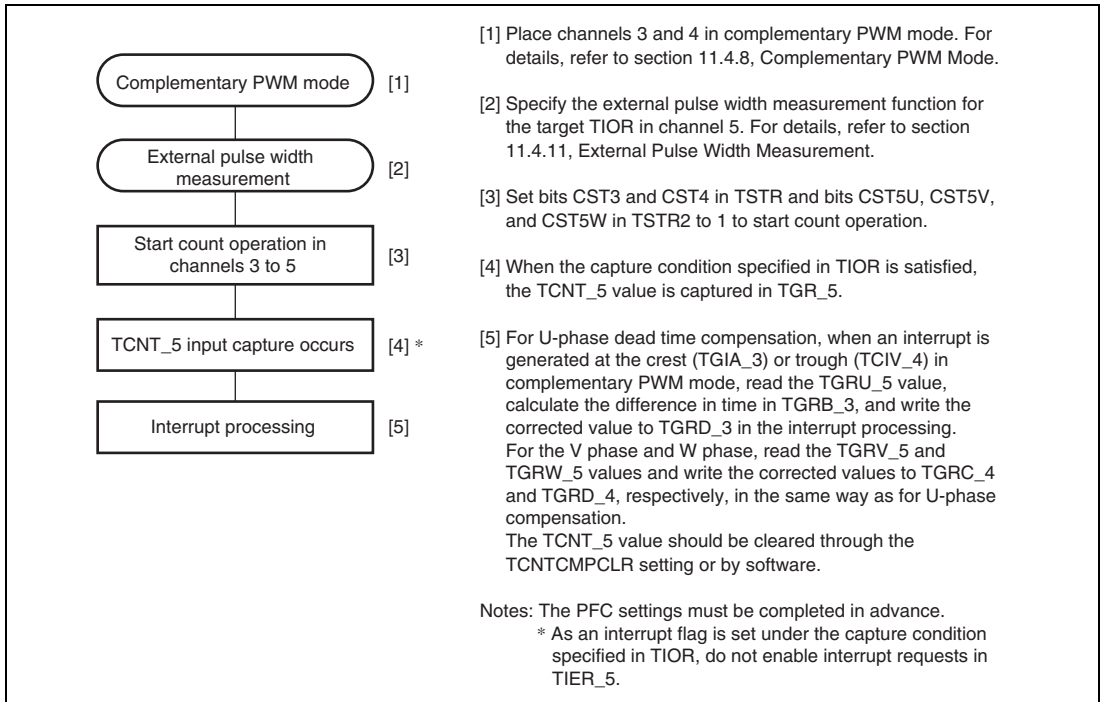 Complementary PWM mode [1]
External pulse width
measurement [2]
Start count operation in
channels 3 to 5 [3]
TCNT_5 input capture occurs [4] *
Interrupt processing [5]
[1] Place channels 3 and 4 in complementary PWM mode. For
details, refer to section 11.4.8, Complementary PWM Mode.
[2] Specify the external pulse width measurement function for
the target TIOR in channel 5. For details, refer to section
11.4.11, External Pulse Width Measurement.
[3] Set bits CST3 and CST4 in TSTR and bits CST5U, CST5V,
and CST5W in TSTR2 to 1 to start count operation.
[4] When the capture condition specified in TIOR is satisfied,
the TCNT_5 value is captured in TGR_5.
[5] For U-phase dead time compensation, when an interrupt is
generated at the crest (TGIA_3) or trough (TCIV_4) in
complementary PWM mode, read the TGRU_5 value,
calculate the difference in time in TGRB_3, and write the
corrected value to TGRD_3 in the interrupt processing.
For the V phase and W phase, read the TGRV_5 and
TGRW_5 values and write the corrected values to TGRC_4
and TGRD_4, respectively, in the same way as for U-phase
compensation.
The TCNT_5 value should be cleared through the
TCNTCMPCLR setting or by software.
Notes: The PFC settings must be completed in advance.
* As an interrupt flag is set under the capture condition
specified in TIOR, do not enable interrupt requests in
TIER_5.